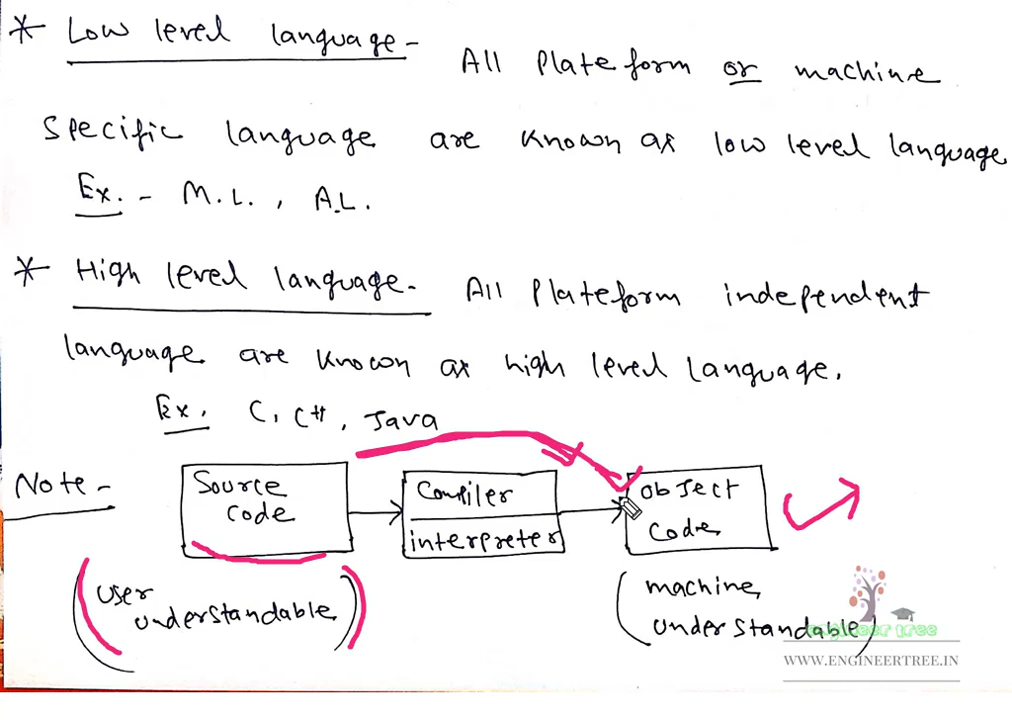 * Low level language - All Plateform or machine
specific language are known as low level language
Ex. - M.L., A.L.
* High level language. All Plateform independent
language are known as high level language.
Ex. C, C++, Java
Note -
Source
code
Compiler
interpreter
object
code
(user
understandable)
(machine
understandable)
engineer tree
WWW.ENGINEERTREE.IN